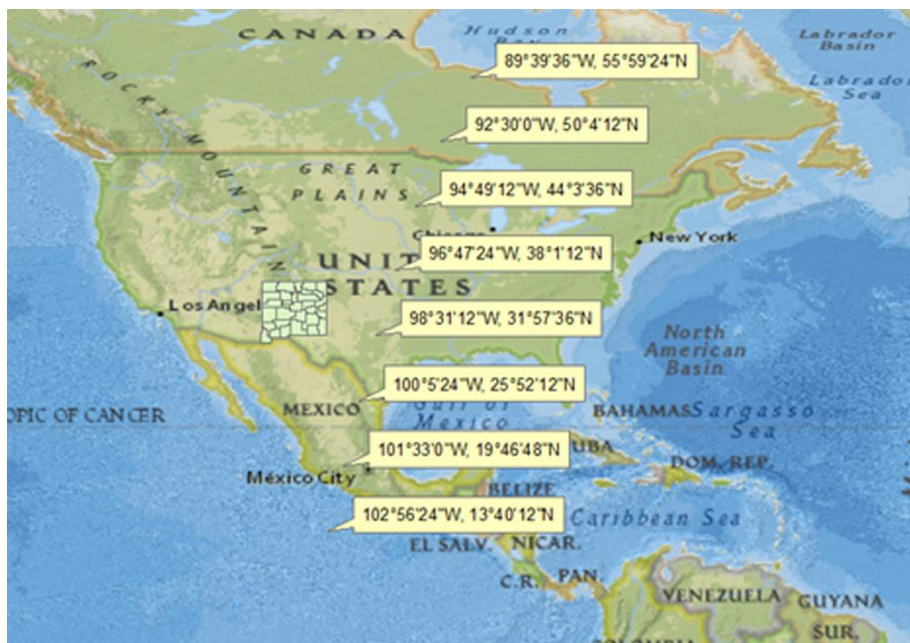 CANADA
Hudson
Labrador
Basin
Labrador
Sea
89°39'36"W, 55°59'24"N
ROCKY MOUNTAIN
92°30'0"W, 50°4'12"N
GREAT
PLAINS
94°49'12"W, 44°3'36"N
New York
96°47'24"W, 38°1'12"N
UNIT
STATES
Los Angel
98°31'12"W, 31°57'36"N
North
American
Basin
100°5'24"W, 25°52'12"N
OPIC OF CANCER
MEXICO
Gulf of
Mexico
BAHAMAS
Sargasso
Sea
101°33'0"W, 19°46'48"N
UBA
DOM. REP.
México City
BELIZE
102°56'24"W, 13°40'12"N
Caribbean Sea
EL SALV.
NICAR.
C.R.
PAN.
VENEZUELA
GUYANA
SUR.